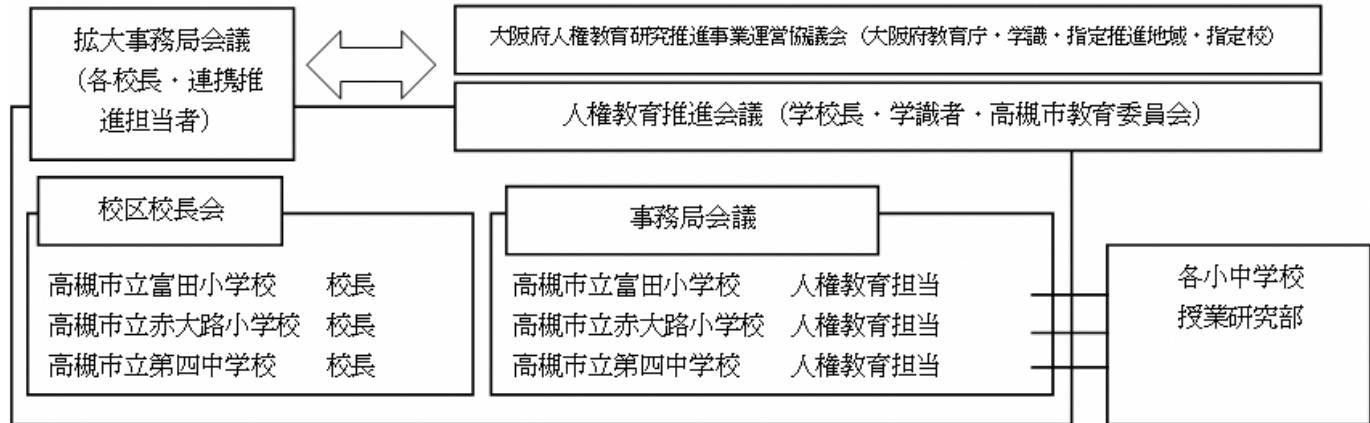 拡大事務局会議
（各校長・連携推
進担当者）
大阪府人権教育研究推進事業運営協議会（大阪府教育庁・学識・指定推進地域・指定校）
人権教育推進会議（学校長・学識者・高槻市教育委員会）
校区校長会
高槻市立富田小学校 校長
高槻市立赤大路小学校 校長
高槻市立第四中学校 校長
事務局会議
高槻市立富田小学校 人権教育担当
高槻市立赤大路小学校 人権教育担当
高槻市立第四中学校 人権教育担当
各小中学校
授業研究部